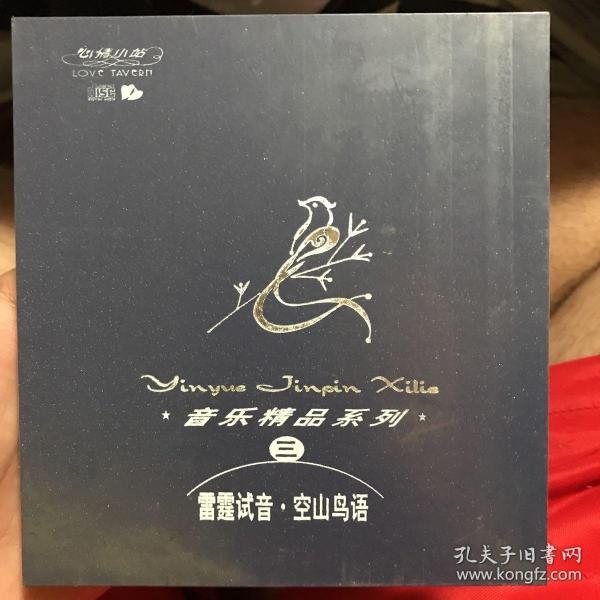 心情小站
LOVE TAVERN
DISC
Yinyue Jinpin Xilie
★ 音乐精品系列 ★
三
雷霆试音·空山鸟语
孔夫子旧書网
www.kongfz.com